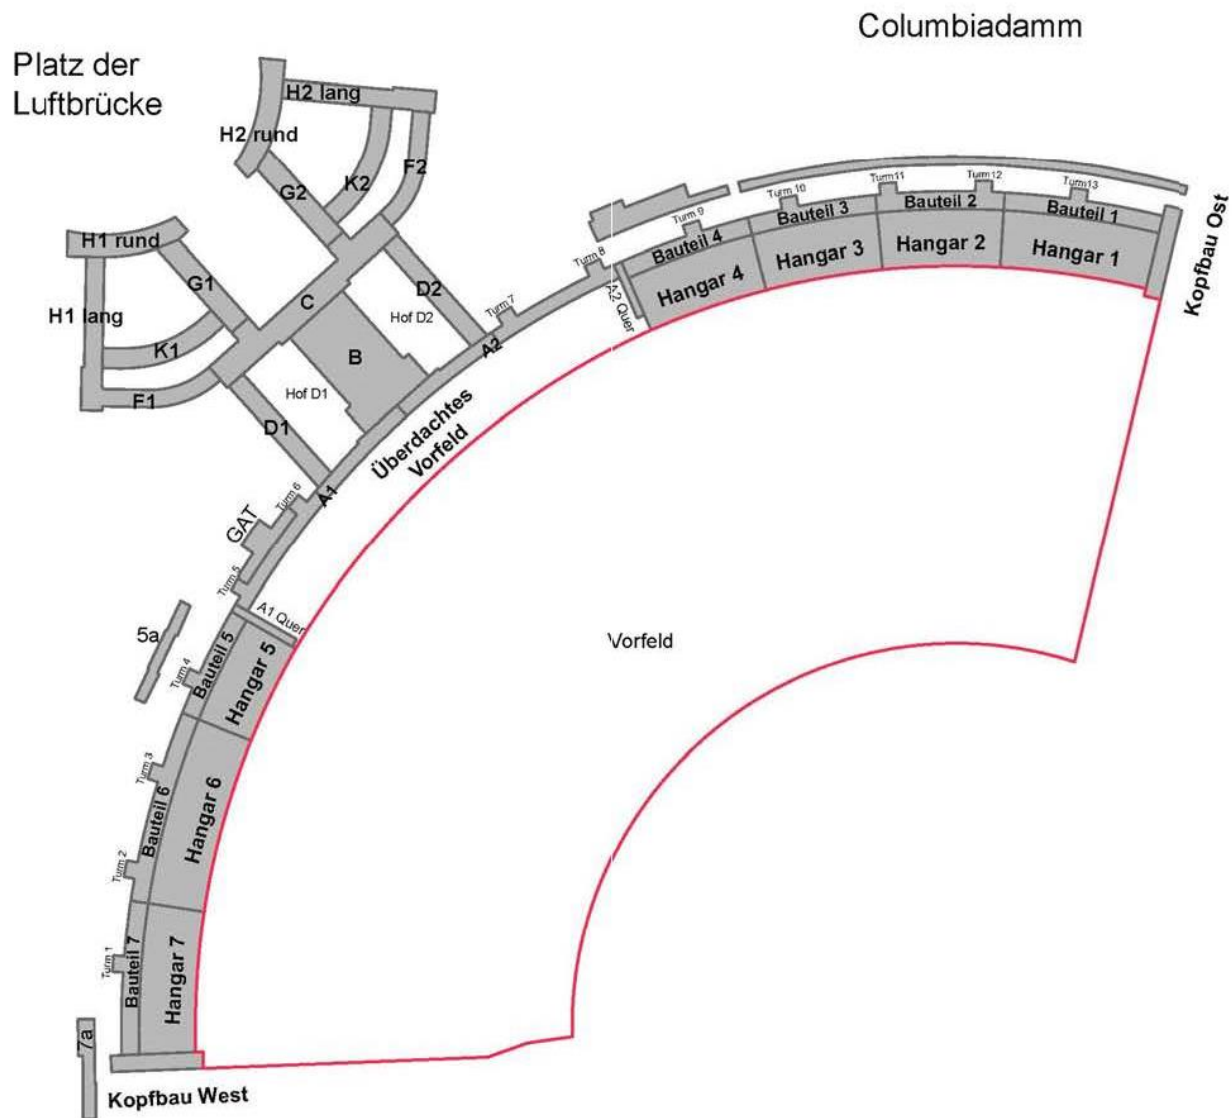 Columbiadamm
Platz der
Luftbrücke
H2 lang
H2 rund
K2
F2
G2
H1 rund
G1
H1 lang
K1
F1
C
D2
Hof D2
B
Hof D1
D1
A2
A1
Überdachtes
Vorfeld
Turm 13
Turm 12
Turm 11
Turm 10
Turm 9
Turm 8
Turm 7
Turm 6
Turm 5
Turm 4
Turm 3
Turm 2
Turm 1
Bauteil 1
Bauteil 2
Bauteil 3
Bauteil 4
Hangar 1
Hangar 2
Hangar 3
Hangar 4
Kopfbau Ost
A2 Quer
GAT
A1 Quer
5a
Bauteil 5
Hangar 5
Vorfeld
Bauteil 6
Hangar 6
Bauteil 7
Hangar 7
7a
Kopfbau West